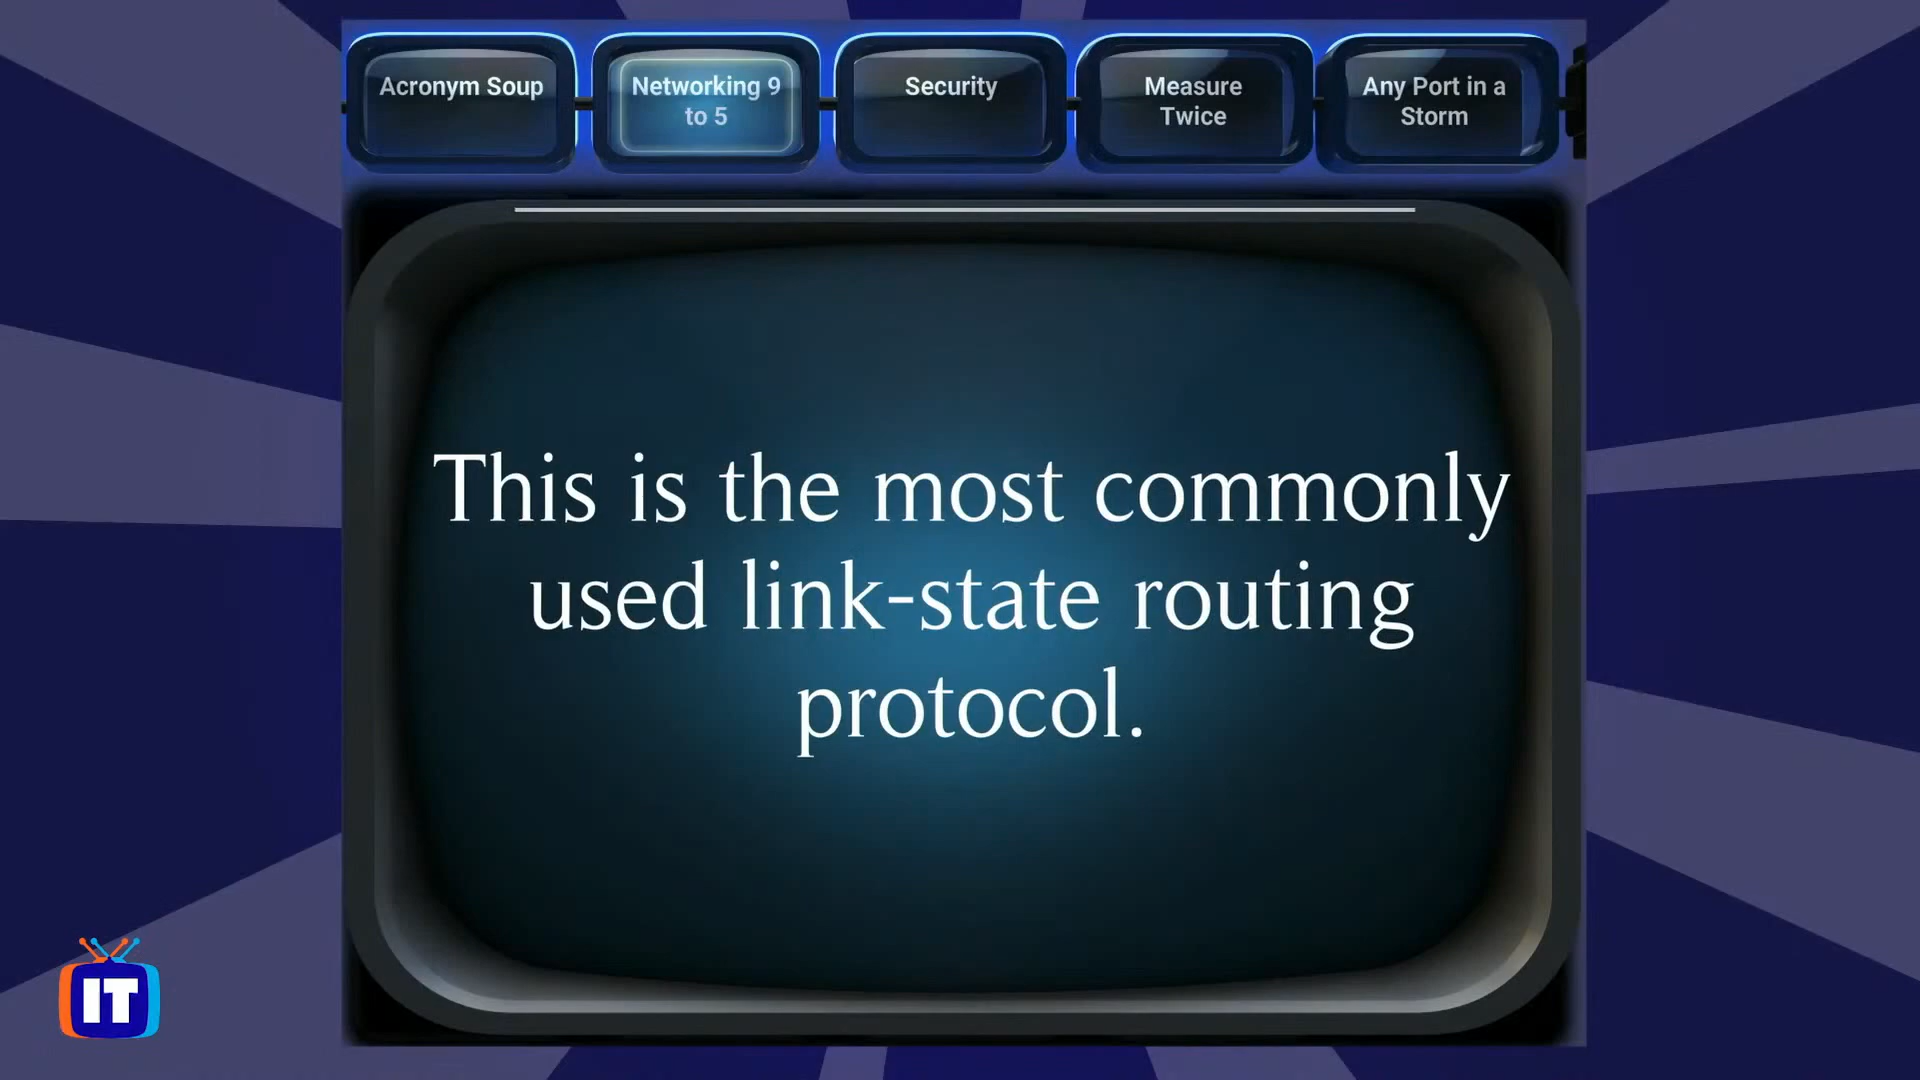 Acronym Soup
Networking 9
to 5
Security
Measure
Twice
Any Port in a
Storm
This is the most commonly
used link-state routing
protocol.
IT